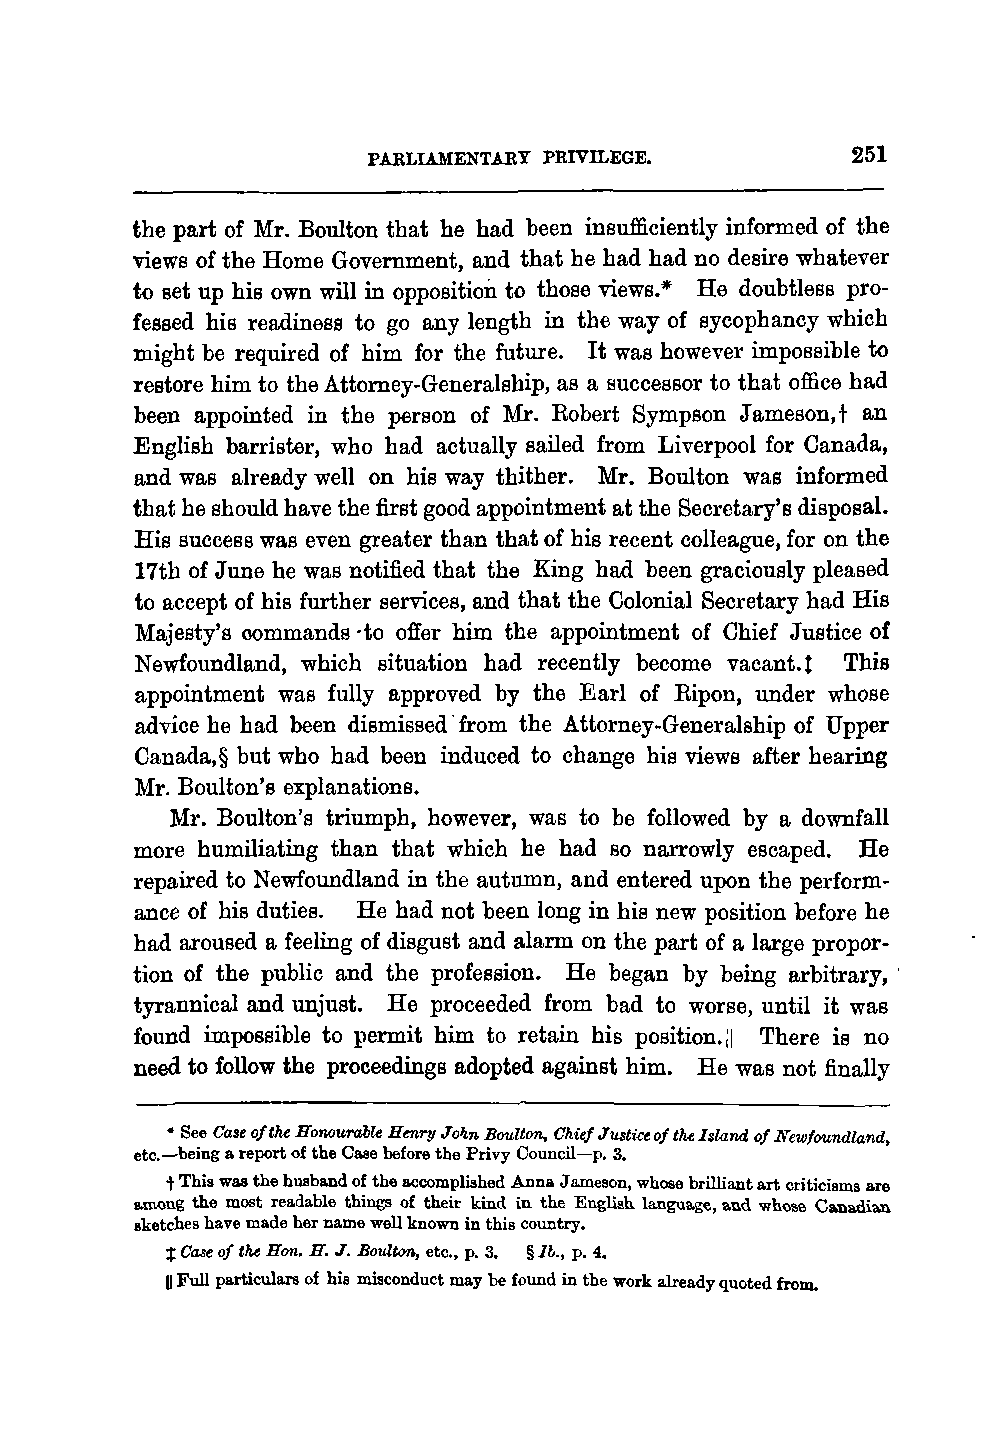 PARLIAMENTARY PRIVILEGE. 251
the part of Mr. Boulton that he had been insufficiently informed of the
views of the Home Government, and that he had had no desire whatever
to set up his own will in opposition to those views.* He doubtless pro-
fessed his readiness to go any length in the way of sycophancy which
might be required of him for the future. It was however impossible to
restore him to the Attorney-Generalship, as a successor to that office had
been appointed in the person of Mr. Robert Sympson Jameson,† an
English barrister, who had actually sailed from Liverpool for Canada,
and was already well on his way thither. Mr. Boulton was informed
that he should have the first good appointment at the Secretary's disposal.
His success was even greater than that of his recent colleague, for on the
17th of June he was notified that the King had been graciously pleased
to accept of his further services, and that the Colonial Secretary had His
Majesty's commands to offer him the appointment of Chief Justice of
Newfoundland, which situation had recently become vacant.‡ This
appointment was fully approved by the Earl of Ripon, under whose
advice he had been dismissed from the Attorney-Generalship of Upper
Canada,§ but who had been induced to change his views after hearing
Mr. Boulton's explanations.
Mr. Boulton's triumph, however, was to be followed by a downfall
more humiliating than that which he had so narrowly escaped. He
repaired to Newfoundland in the autumn, and entered upon the perform-
ance of his duties. He had not been long in his new position before he
had aroused a feeling of disgust and alarm on the part of a large propor-
tion of the public and the profession. He began by being arbitrary,
tyrannical and unjust. He proceeded from bad to worse, until it was
found impossible to permit him to retain his position.|| There is no
need to follow the proceedings adopted against him. He was not finally
* See Case of the Honourable Henry John Boulton, Chief Justice of the Island of Newfoundland,
etc.—being a report of the Case before the Privy Council—p. 3.
† This was the husband of the accomplished Anna Jameson, whose brilliant art criticisms are
among the most readable things of their kind in the English language, and whose Canadian
sketches have made her name well known in this country.
‡ Case of the Hon. H. J. Boulton, etc., p. 3. § Ib., p. 4.
|| Full particulars of his misconduct may be found in the work already quoted from.